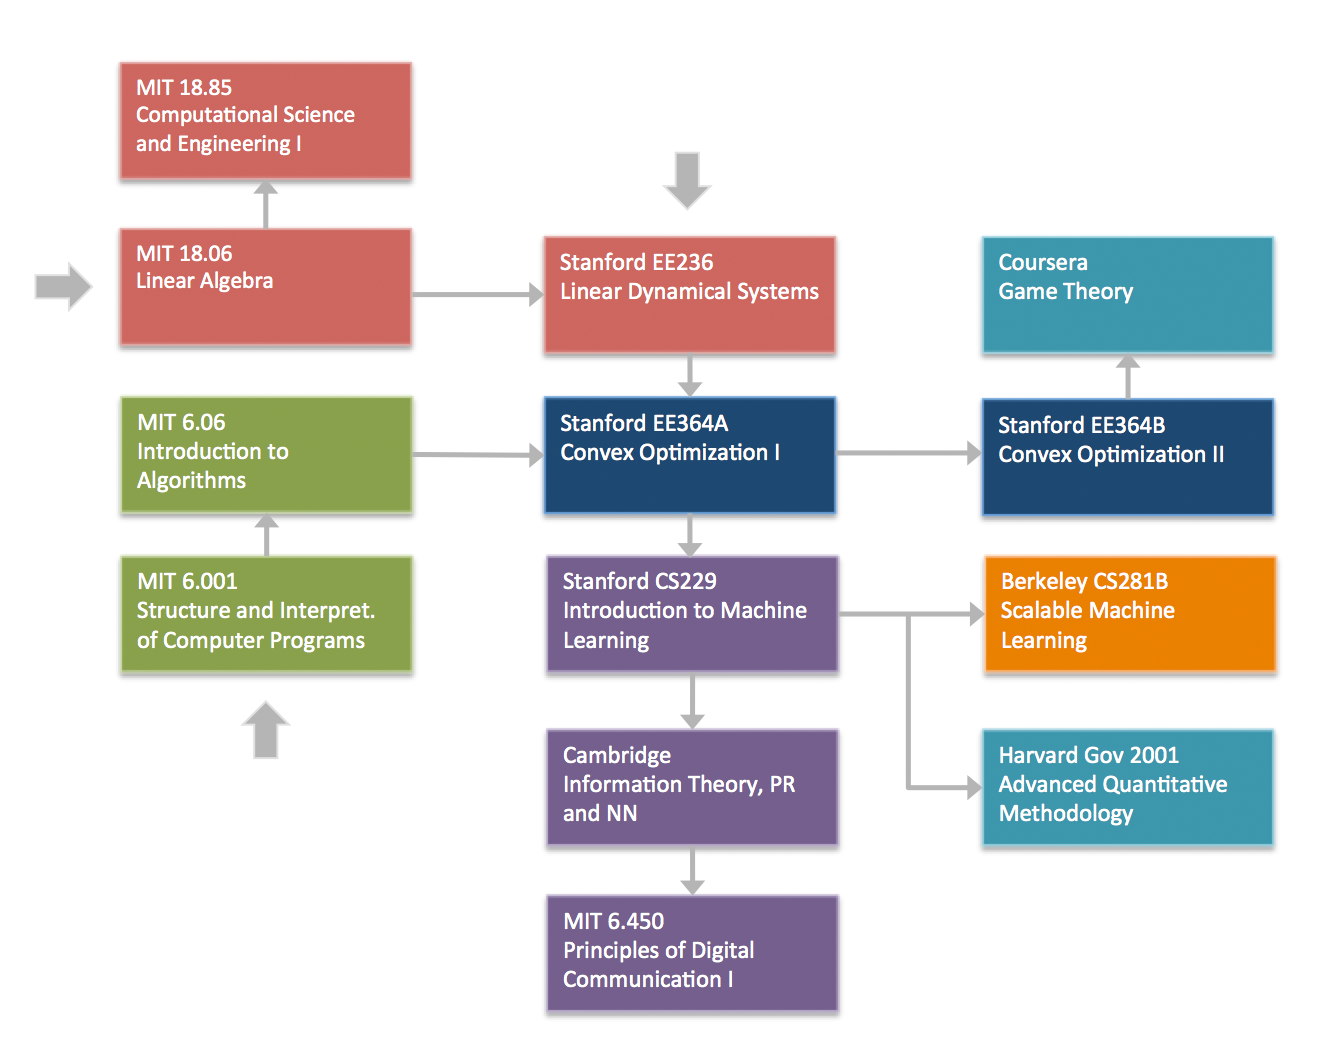 MIT 18.85
Computational Science
and Engineering I
MIT 18.06
Linear Algebra
Stanford EE236
Linear Dynamical Systems
Coursera
Game Theory
MIT 6.06
Introduction to
Algorithms
Stanford EE364A
Convex Optimization I
Stanford EE364B
Convex Optimization II
MIT 6.001
Structure and Interpret.
of Computer Programs
Stanford CS229
Introduction to Machine
Learning
Berkeley CS281B
Scalable Machine
Learning
Cambridge
Information Theory, PR
and NN
Harvard Gov 2001
Advanced Quantitative
Methodology
MIT 6.450
Principles of Digital
Communication I